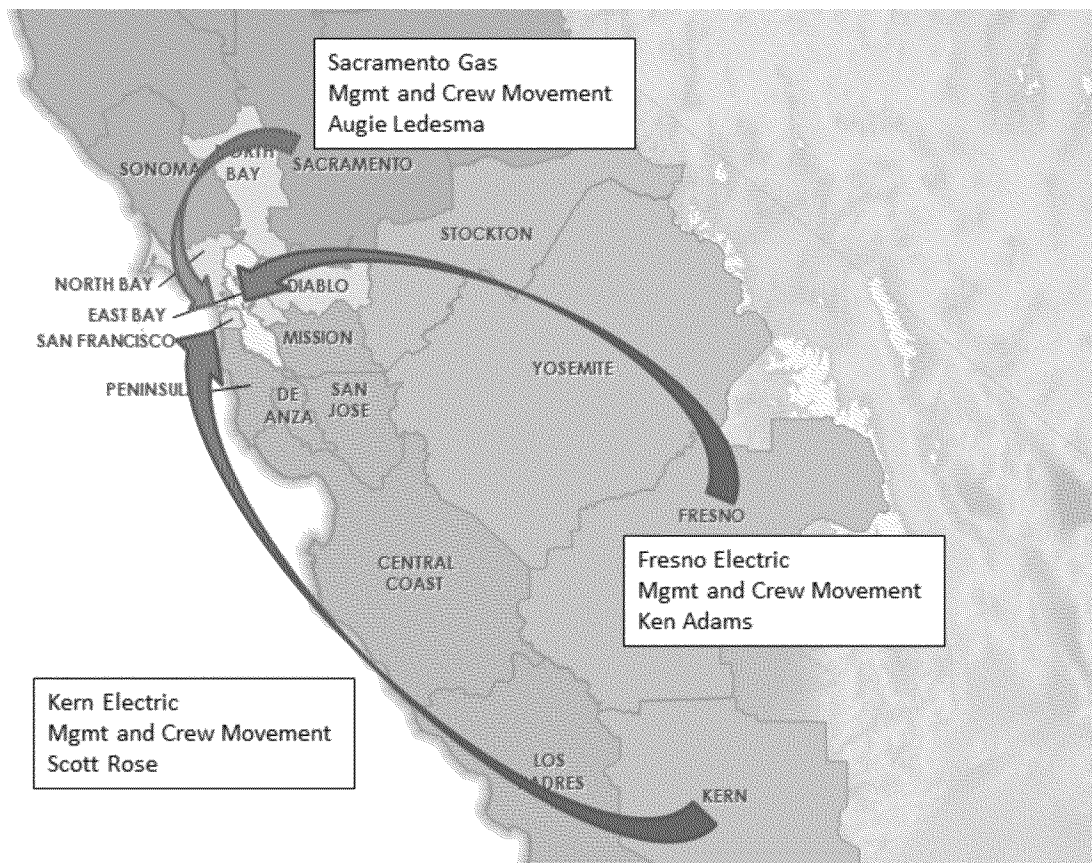 Sacramento Gas
Mgmt and Crew Movement
Augie Ledesma
SONOMA
NORTH
BAY
SACRAMENTO
STOCKTON
NORTH BAY
DIABLO
EAST BAY
SAN FRANCISCO
MISSION
YOSEMITE
PENINSUL
DE
ANZA
SAN
JOSE
FRESNO
Fresno Electric
Mgmt and Crew Movement
Ken Adams
CENTRAL
COAST
Kern Electric
Mgmt and Crew Movement
Scott Rose
LOS
PADRES
KERN